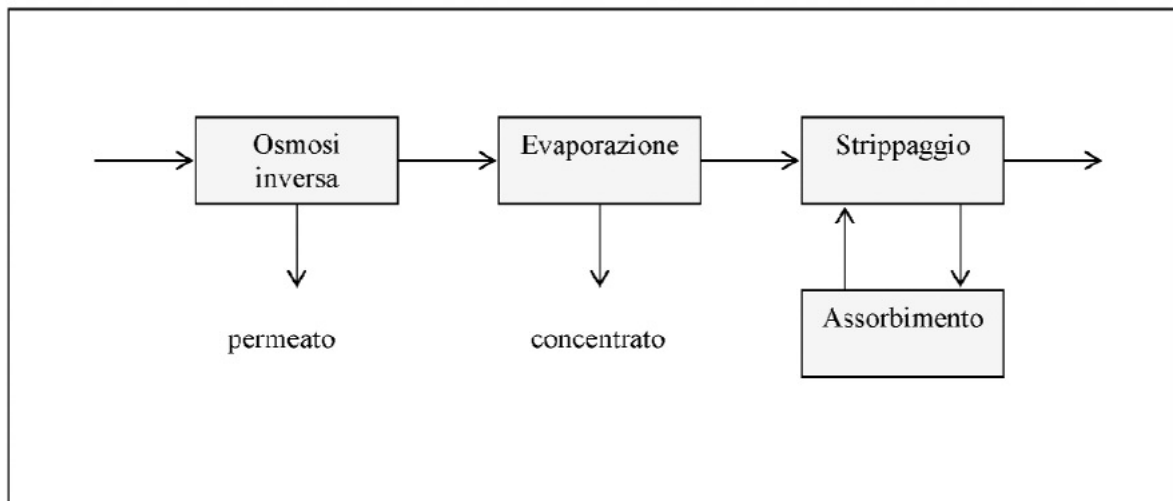 Osmosi
inversa
Evaporazione
Strippaggio
Assorbimento
permeato
concentrato